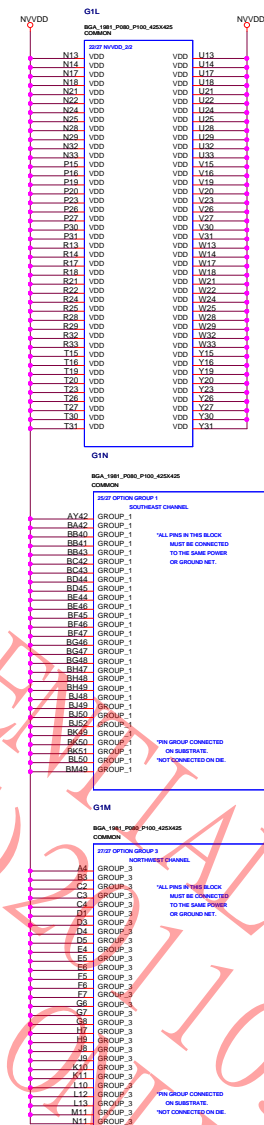 G1L
NVVDD NVVDD
BGA_1981_P080_P100_425X425
COMMON
22/27 NVVDD_2/2
N13 VDD VDD U13
N14 VDD VDD U14
N17 VDD VDD U17
N18 VDD VDD U18
N21 VDD VDD U21
N22 VDD VDD U22
N24 VDD VDD U24
N25 VDD VDD U25
N28 VDD VDD U28
N29 VDD VDD U29
N32 VDD VDD U32
N33 VDD VDD U33
P15 VDD VDD V15
P16 VDD VDD V16
P19 VDD VDD V19
P20 VDD VDD V20
P23 VDD VDD V23
P26 VDD VDD V26
P27 VDD VDD V27
P30 VDD VDD V30
P31 VDD VDD V31
R13 VDD VDD W13
R14 VDD VDD W14
R17 VDD VDD W17
R18 VDD VDD W18
R21 VDD VDD W21
R22 VDD VDD W22
R24 VDD VDD W24
R25 VDD VDD W25
R28 VDD VDD W28
R29 VDD VDD W29
R32 VDD VDD W32
R33 VDD VDD W33
T15 VDD VDD Y15
T16 VDD VDD Y16
T19 VDD VDD Y19
T20 VDD VDD Y20
T23 VDD VDD Y23
T26 VDD VDD Y26
T27 VDD VDD Y27
T30 VDD VDD Y30
T31 VDD VDD Y31
G1N
BGA_1981_P080_P100_425X425
COMMON
25/27 OPTION GROUP 1
SOUTHEAST CHANNEL
AY42 GROUP_1
BA42 GROUP_1
BB40 GROUP_1 *ALL PINS IN THIS BLOCK
BB41 GROUP_1 MUST BE CONNECTED
BB43 GROUP_1 TO THE SAME POWER
BC42 GROUP_1 OR GROUND NET.
BC43 GROUP_1
BD44 GROUP_1
BD45 GROUP_1
BE44 GROUP_1
BE46 GROUP_1
BF45 GROUP_1
BF46 GROUP_1
BF47 GROUP_1
BG46 GROUP_1
BG47 GROUP_1
BG48 GROUP_1
BH47 GROUP_1
BH48 GROUP_1
BH49 GROUP_1
BJ48 GROUP_1
BJ49 GROUP_1
BJ50 GROUP_1
BJ52 GROUP_1
BK49 GROUP_1
BK50 GROUP_1 *PIN GROUP CONNECTED
BK51 GROUP_1 ON SUBSTRATE.
BL50 GROUP_1 *NOT CONNECTED ON DIE.
BM49 GROUP_1
G1M
BGA_1981_P080_P100_425X425
COMMON
27/27 OPTION GROUP 3
NORTHWEST CHANNEL
A4 GROUP_3
B3 GROUP_3
C2 GROUP_3 *ALL PINS IN THIS BLOCK
C3 GROUP_3 MUST BE CONNECTED
C4 GROUP_3 TO THE SAME POWER
D1 GROUP_3 OR GROUND NET.
D3 GROUP_3
D4 GROUP_3
D5 GROUP_3
E4 GROUP_3
E5 GROUP_3
E6 GROUP_3
F5 GROUP_3
F6 GROUP_3
F7 GROUP_3
G6 GROUP_3
G7 GROUP_3
G8 GROUP_3
H7 GROUP_3
H9 GROUP_3
J8 GROUP_3
J9 GROUP_3
K10 GROUP_3
K11 GROUP_3
L10 GROUP_3
L12 GROUP_3 *PIN GROUP CONNECTED
L13 GROUP_3 ON SUBSTRATE.
M11 GROUP_3 *NOT CONNECTED ON DIE.
N11 GROUP_3